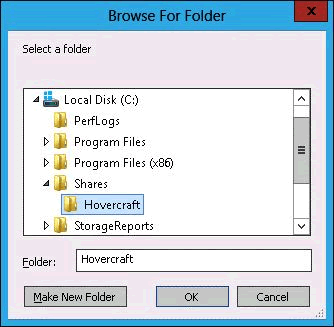 Browse For Folder
x
Select a folder
Local Disk (C:)
PerfLogs
Program Files
Program Files (x86)
Shares
Hovercraft
StorageReports
Folder: Hovercraft
Make New Folder OK Cancel